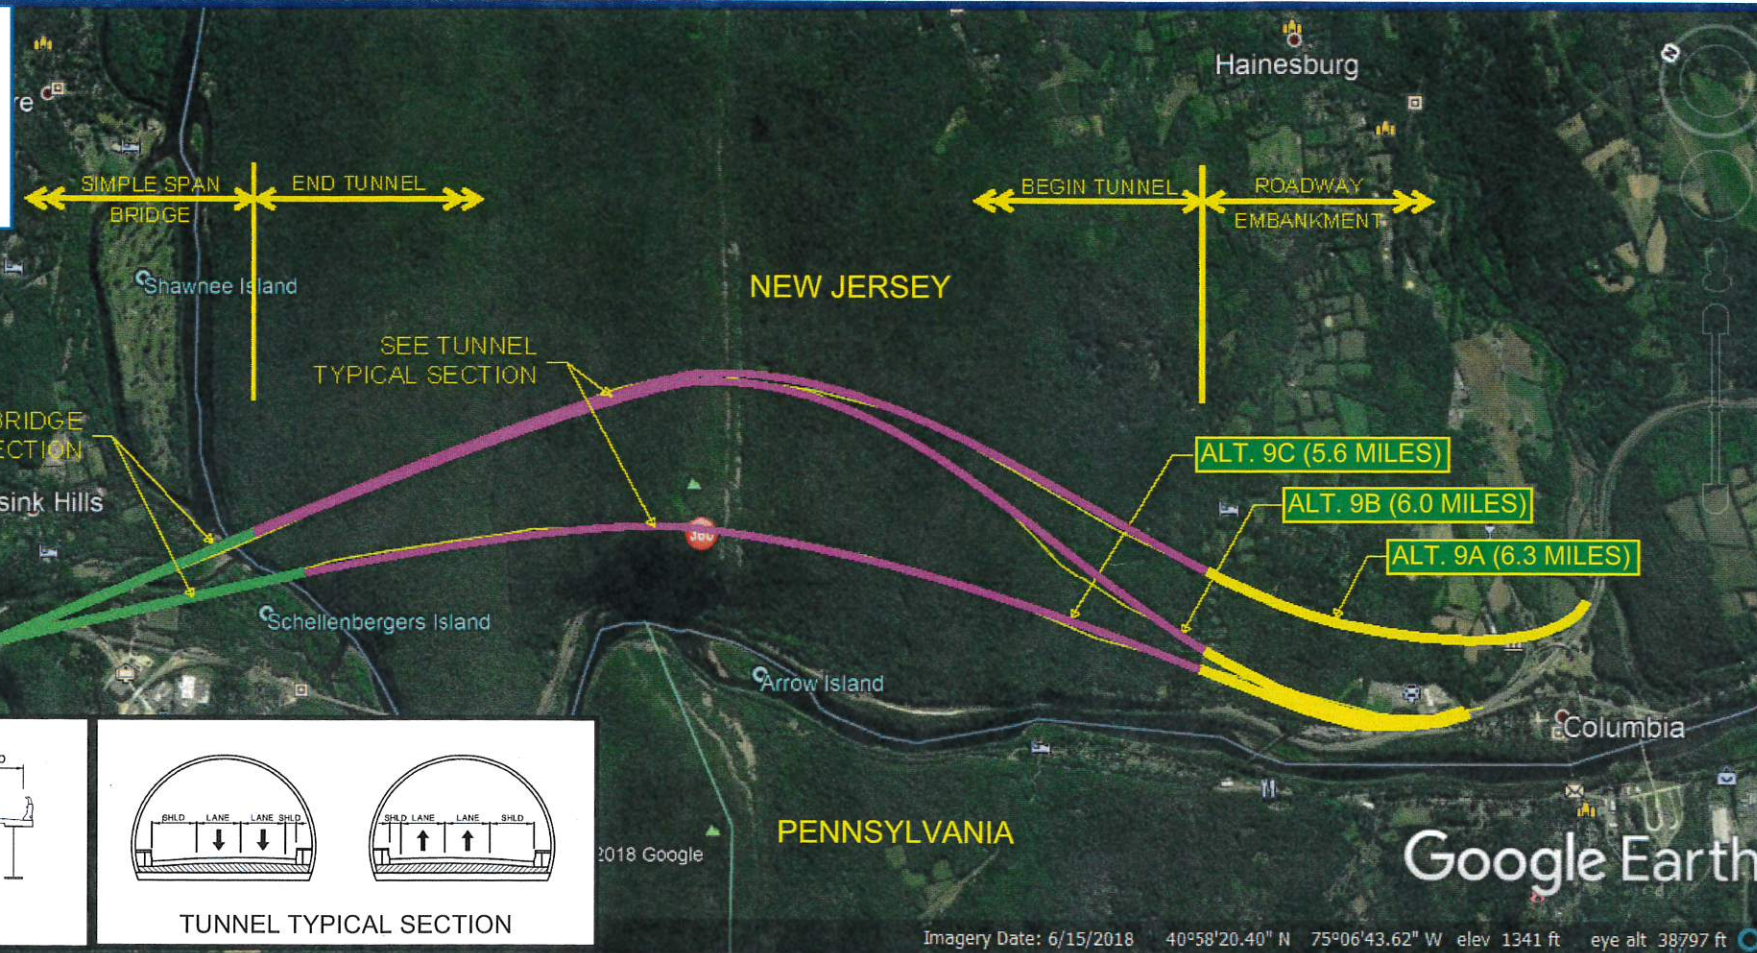 Hainesburg
re
N
SIMPLE SPAN
BRIDGE
END TUNNEL
BEGIN TUNNEL
ROADWAY
EMBANKMENT
Shawnee Island
NEW JERSEY
SEE TUNNEL
TYPICAL SECTION
BRIDGE
ECTION
sink Hills
ALT. 9C (5.6 MILES)
ALT. 9B (6.0 MILES)
ALT. 9A (6.3 MILES)
360
Schellenbergers Island
Arrow Island
Columbia
SHLD LANE LANE SHLD
SHLD LANE LANE SHLD
TUNNEL TYPICAL SECTION
PENNSYLVANIA
2018 Google
Google Earth
Imagery Date: 6/15/2018 40°58'20.40" N 75°06'43.62" W elev 1341 ft eye alt 38797 ft